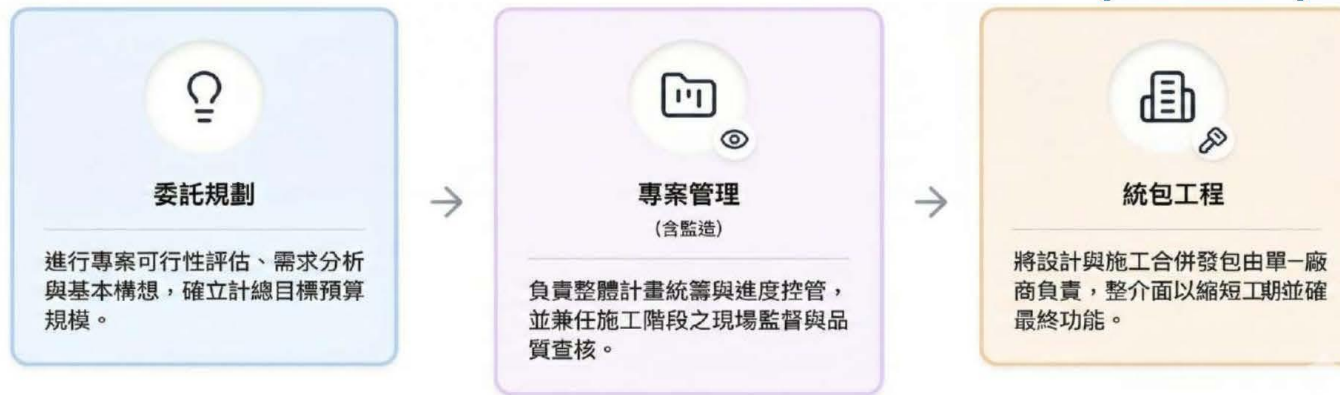 委託規劃
進行專案可行性評估、需求分析
與基本構想，確立計總目標預算
規模。
專案管理
(含監造)
負責整體計畫統籌與進度控管，
並兼任施工階段之現場監督與品
質查核。
統包工程
將設計與施工合併發包由單一廠
商負責，整介面以縮短工期並確
最終功能。